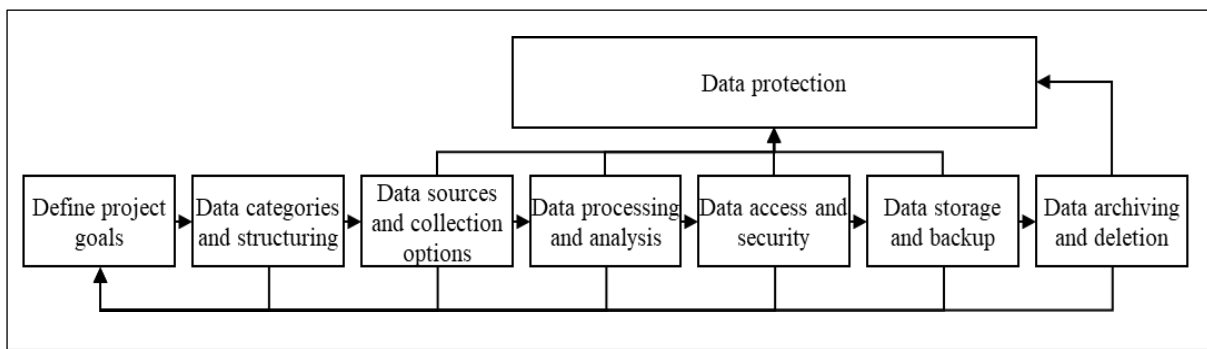 Data protection
Define project
goals
Data categories
and structuring
Data sources
and collection
options
Data processing
and analysis
Data access and
security
Data storage
and backup
Data archiving
and deletion